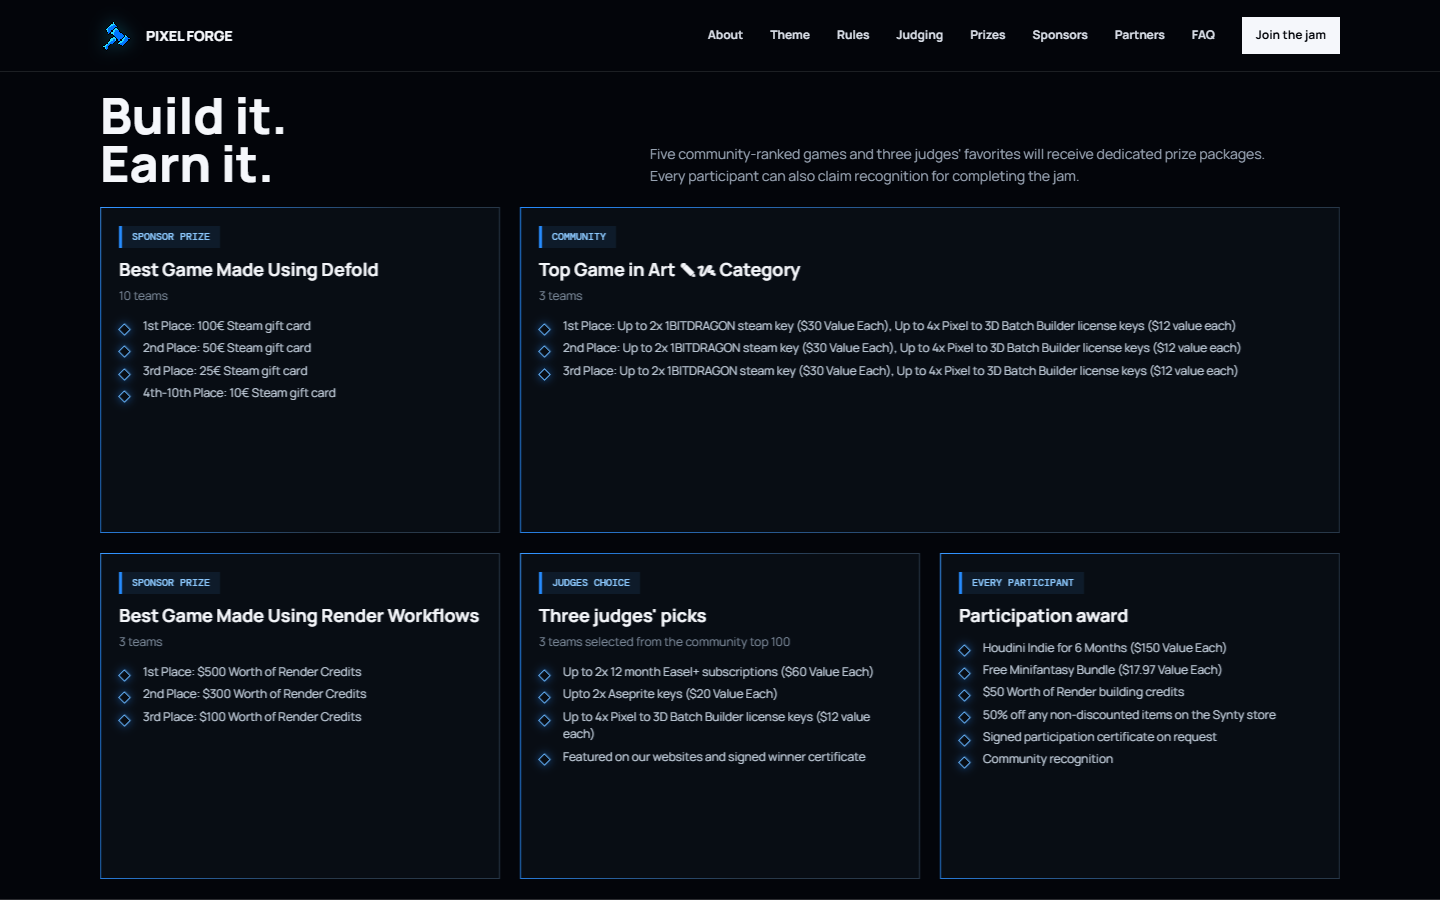 PIXEL FORGE
About
Theme
Rules
Judging
Prizes
Sponsors
Partners
FAQ
Join the jam
Build it.
Earn it.
Five community-ranked games and three judges' favorites will receive dedicated prize packages.
Every participant can also claim recognition for completing the jam.
SPONSOR PRIZE
Best Game Made Using Defold
10 teams
1st Place: 100€ Steam gift card
2nd Place: 50€ Steam gift card
3rd Place: 25€ Steam gift card
4th-10th Place: 10€ Steam gift card
COMMUNITY
Top Game in Art Category
3 teams
1st Place: Up to 2x 1BITDRAGON steam key ($30 Value Each), Up to 4x Pixel to 3D Batch Builder license keys ($12 value each)
2nd Place: Up to 2x 1BITDRAGON steam key ($30 Value Each), Up to 4x Pixel to 3D Batch Builder license keys ($12 value each)
3rd Place: Up to 2x 1BITDRAGON steam key ($30 Value Each), Up to 4x Pixel to 3D Batch Builder license keys ($12 value each)
SPONSOR PRIZE
Best Game Made Using Render Workflows
3 teams
1st Place: $500 Worth of Render Credits
2nd Place: $300 Worth of Render Credits
3rd Place: $100 Worth of Render Credits
JUDGES CHOICE
Three judges' picks
3 teams selected from the community top 100
Up to 2x 12 month Easel+ subscriptions ($60 Value Each)
Upto 2x Aseprite keys ($20 Value Each)
Up to 4x Pixel to 3D Batch Builder license keys ($12 value
each)
Featured on our websites and signed winner certificate
EVERY PARTICIPANT
Participation award
Houdini Indie for 6 Months ($150 Value Each)
Free Minifantasy Bundle ($17.97 Value Each)
$50 Worth of Render building credits
50% off any non-discounted items on the Synty store
Signed participation certificate on request
Community recognition